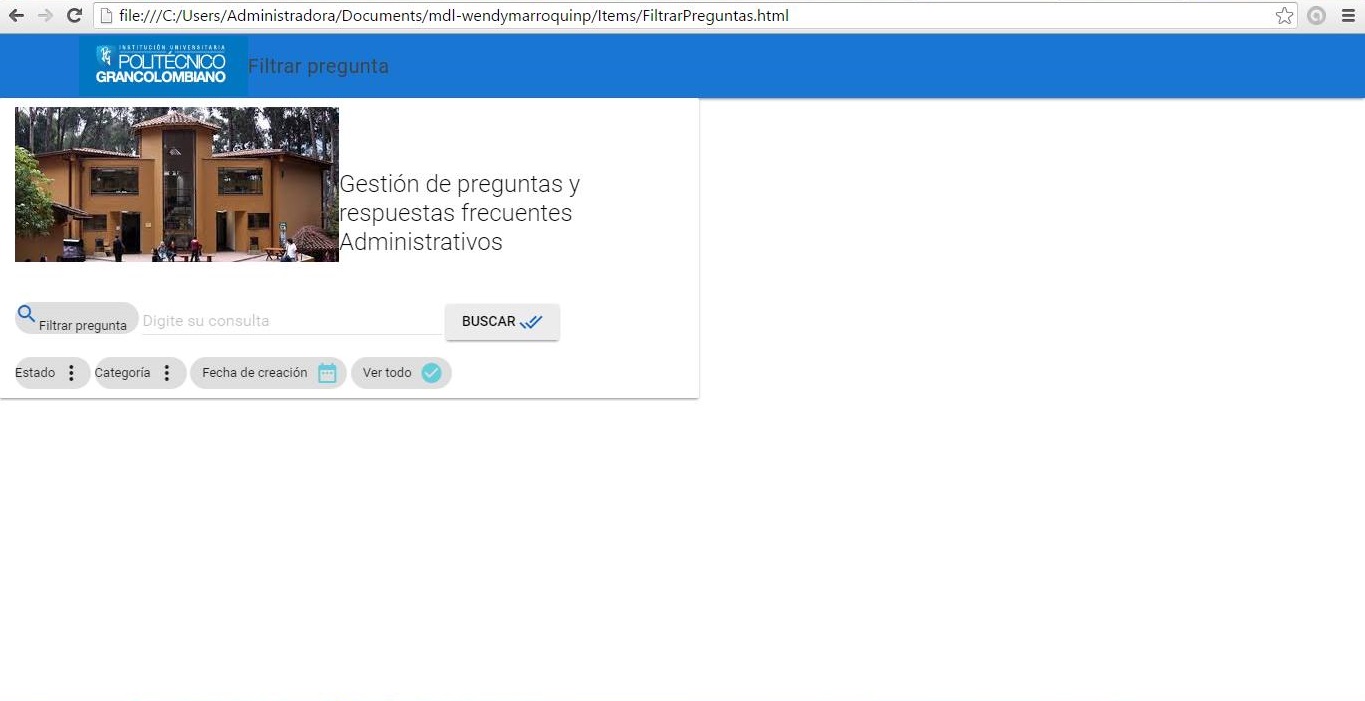 file:///C:/Users/Administradora/Documents/mdl-wendymarroquinp/Items/FiltrarPreguntas.html
INSTITUCIÓN UNIVERSITARIA
POLITÉCNICO
GRANCOLOMBIANO
Filtrar pregunta
Gestión de preguntas y
respuestas frecuentes
Administrativos
Filtrar pregunta
Digite su consulta
BUSCAR
Estado
Categoría
Fecha de creación
Ver todo